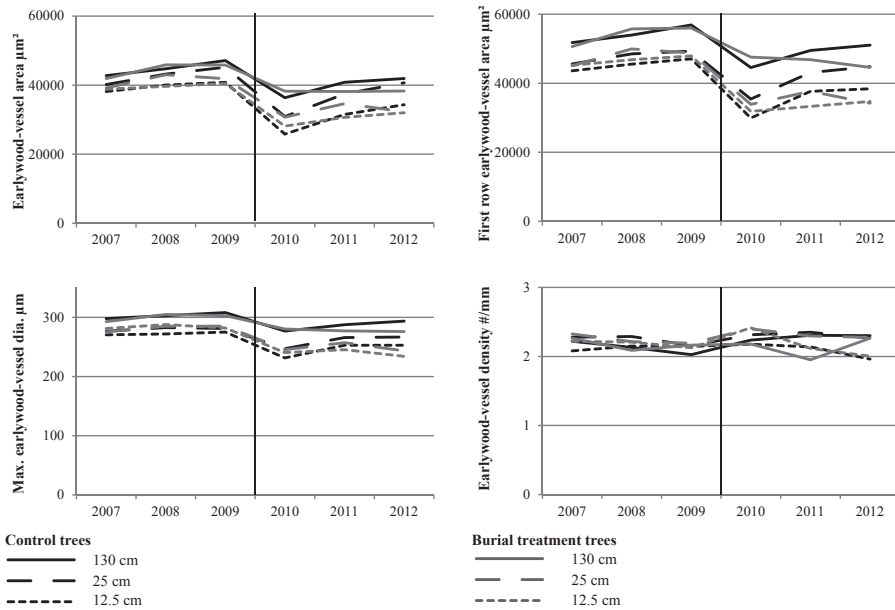 Earlywood-vessel area µm²
60000
40000
20000
0
2007 2008 2009 2010 2011 2012
First row earlywood-vessel area µm²
60000
40000
20000
0
2007 2008 2009 2010 2011 2012
Max. earlywood-vessel dia. µm
300
200
100
0
2007 2008 2009 2010 2011 2012
Earlywood-vessel density #/mm
3
2
1
0
2007 2008 2009 2010 2011 2012
Control trees
130 cm
25 cm
12.5 cm
Burial treatment trees
130 cm
25 cm
12.5 cm